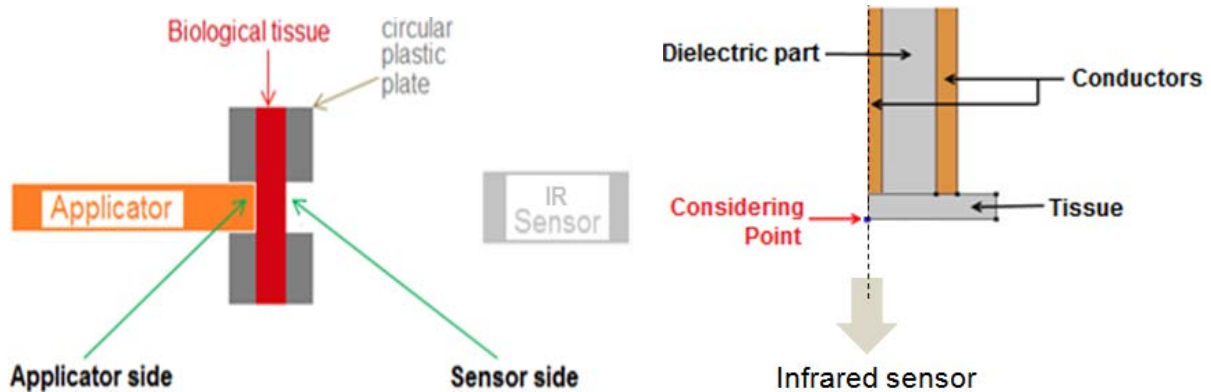 Biological tissue
circular
plastic
plate
Applicator
IR
Sensor
Applicator side
Sensor side
Dielectric part
Conductors
Considering
Point
Tissue
Infrared sensor